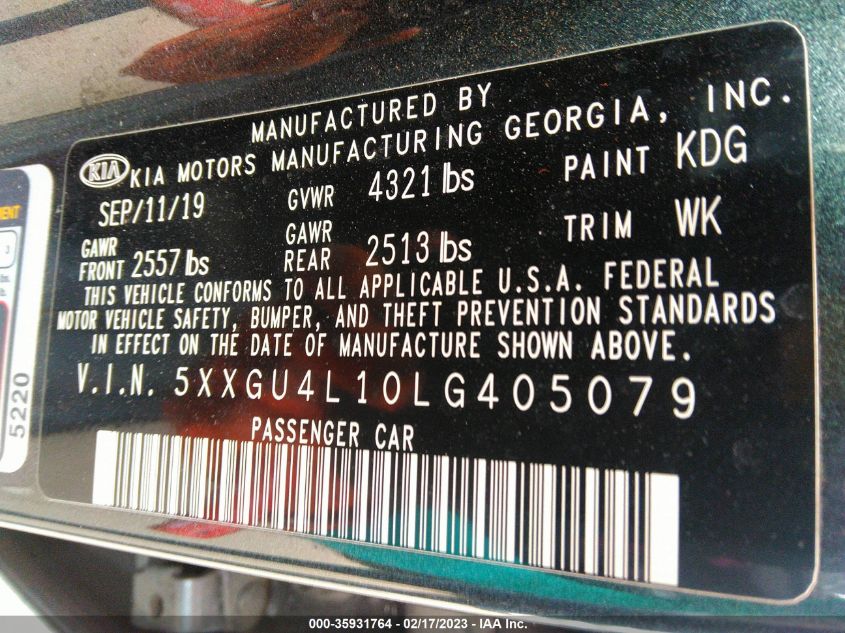 MANUFACTURED BY
KIA KIA MOTORS MANUFACTURING GEORGIA, INC.
SEP/11/19 GVWR 4321 lbs PAINT KDG
GAWR FRONT 2557 lbs GAWR REAR 2513 lbs TRIM WK
THIS VEHICLE CONFORMS TO ALL APPLICABLE U.S.A. FEDERAL
MOTOR VEHICLE SAFETY, BUMPER, AND THEFT PREVENTION STANDARDS
IN EFFECT ON THE DATE OF MANUFACTURE SHOWN ABOVE.
V.I.N. 5XXGU4L10LG405079
PASSENGER CAR
5220
000-35931764 — 02/17/2023 — IAA Inc.